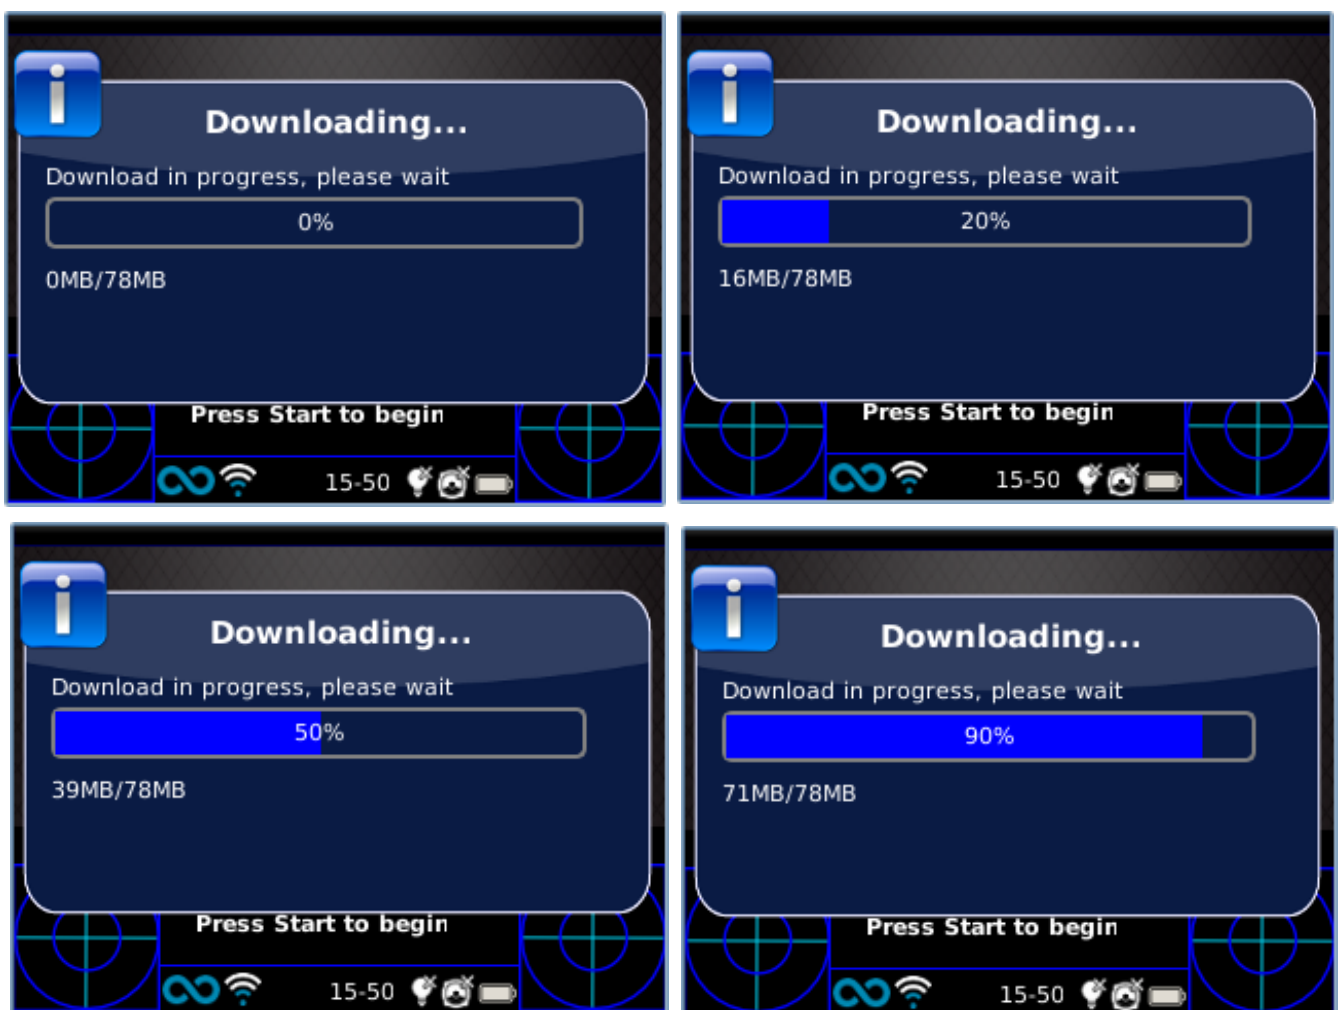 Downloading...
Download in progress, please wait
0%
0MB/78MB
Press Start to begin
15-50
Downloading...
Download in progress, please wait
20%
16MB/78MB
Press Start to begin
15-50
Downloading...
Download in progress, please wait
50%
39MB/78MB
Press Start to begin
15-50
Downloading...
Download in progress, please wait
90%
71MB/78MB
Press Start to begin
15-50